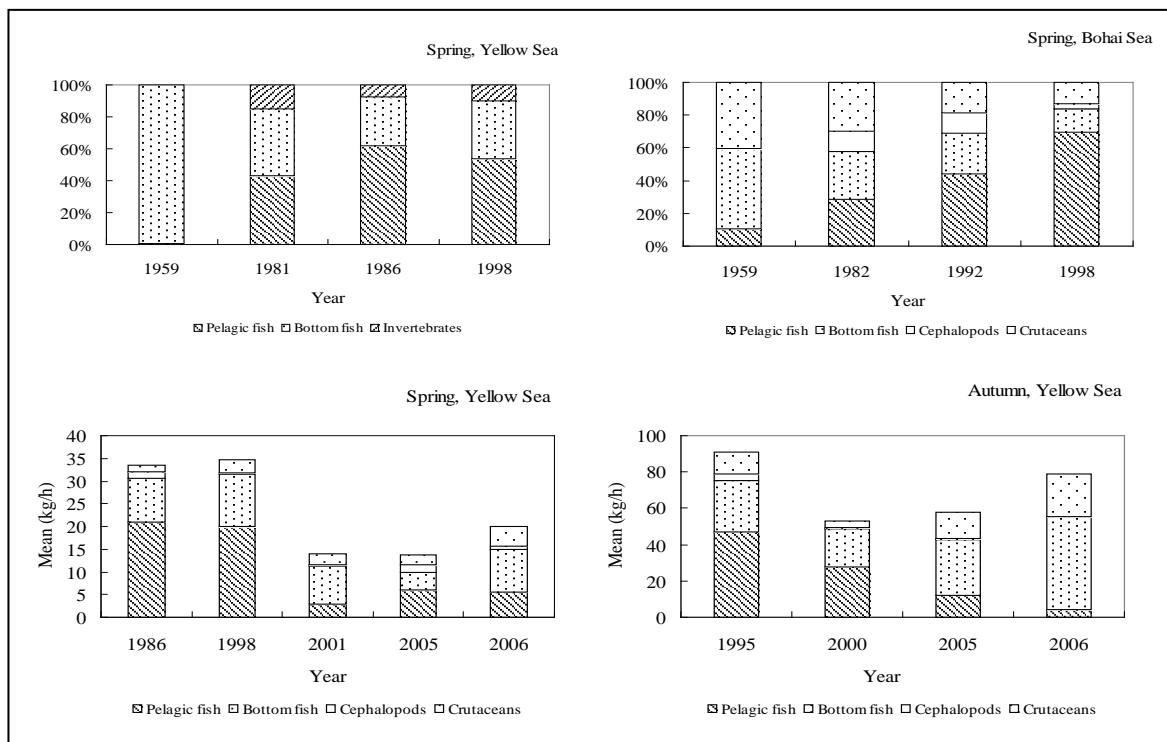 Spring, Yellow Sea
100%
80%
60%
40%
20%
0%
1959 1981 1986 1998
Year
Pelagic fish Bottom fish Invertebrates
Spring, Bohai Sea
100%
80%
60%
40%
20%
0%
1959 1982 1992 1998
Year
Pelagic fish Bottom fish Cephalopods Crutaceans
Spring, Yellow Sea
Mean (kg/h)
40
35
30
25
20
15
10
5
0
1986 1998 2001 2005 2006
Year
Pelagic fish Bottom fish Cephalopods Crutaceans
Autumn, Yellow Sea
Mean (kg/h)
100
80
60
40
20
0
1995 2000 2005 2006
Year
Pelagic fish Bottom fish Cephalopods Crutaceans